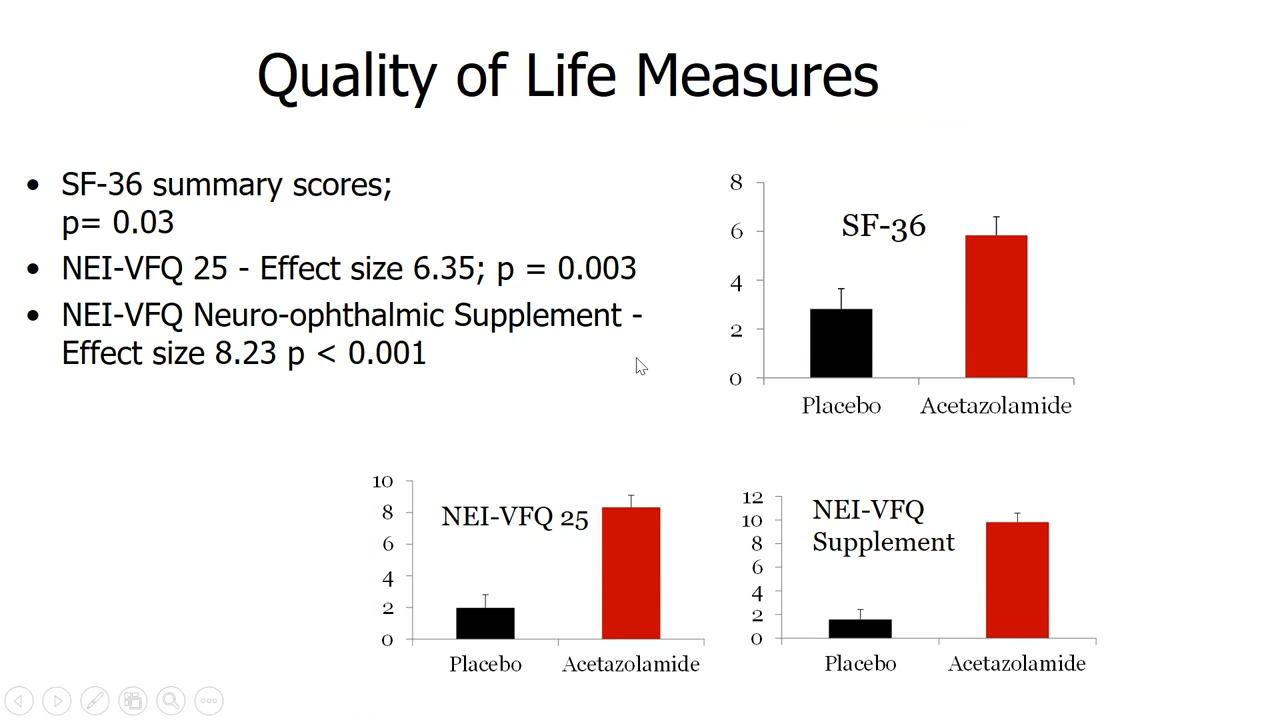 Quality of Life Measures
• SF-36 summary scores;
p= 0.03
• NEI-VFQ 25 - Effect size 6.35; p = 0.003
• NEI-VFQ Neuro-ophthalmic Supplement -
Effect size 8.23 p < 0.001
8
6
4
2
0
SF-36
Placebo
Acetazolamide
10
8
6
4
2
0
NEI-VFQ 25
Placebo
Acetazolamide
12
10
8
6
4
2
0
NEI-VFQ
Supplement
Placebo
Acetazolamide